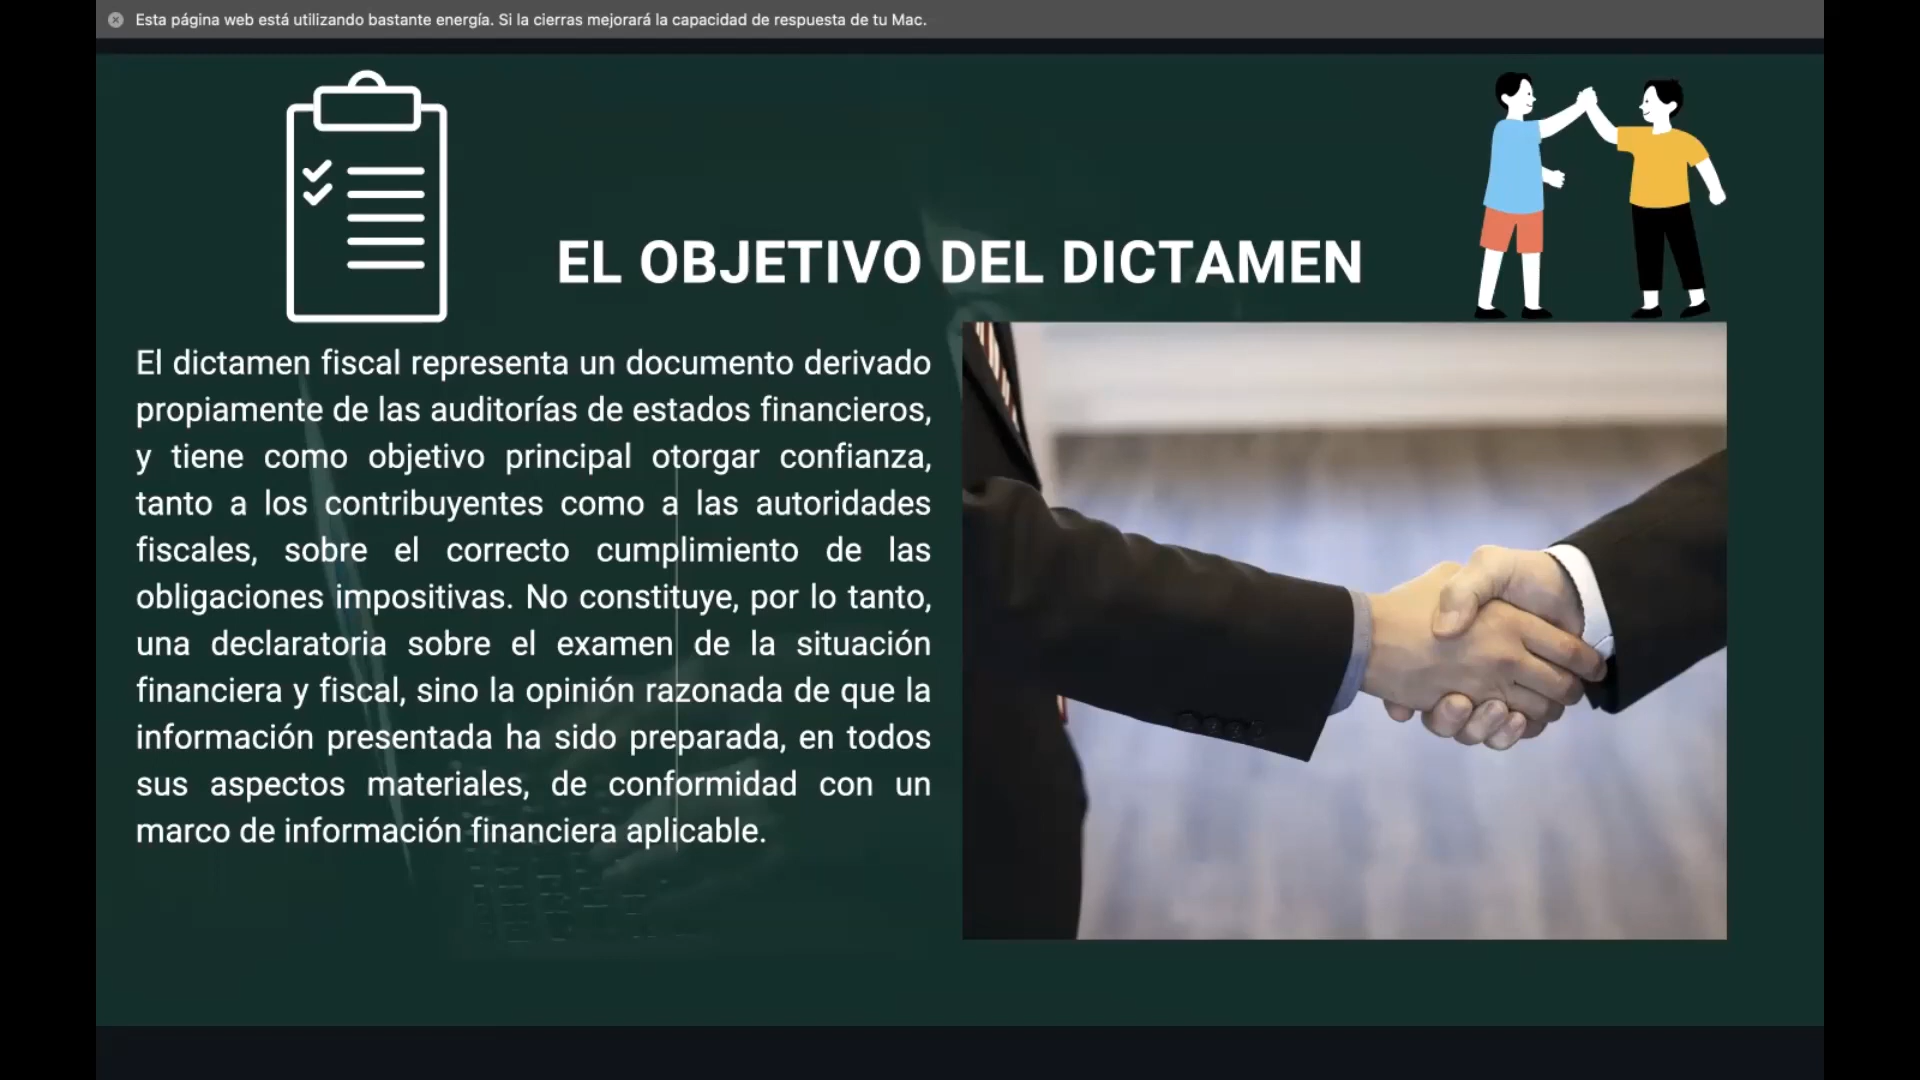 Esta página web está utilizando bastante energía. Si la cierras mejorará la capacidad de respuesta de tu Mac.
EL OBJETIVO DEL DICTAMEN
El dictamen fiscal representa un documento derivado
propiamente de las auditorías de estados financieros,
y tiene como objetivo principal otorgar confianza,
tanto a los contribuyentes como a las autoridades
fiscales, sobre el correcto cumplimiento de las
obligaciones impositivas. No constituye, por lo tanto,
una declaratoria sobre el examen de la situación
financiera y fiscal, sino la opinión razonada de que la
información presentada ha sido preparada, en todos
sus aspectos materiales, de conformidad con un
marco de información financiera aplicable.